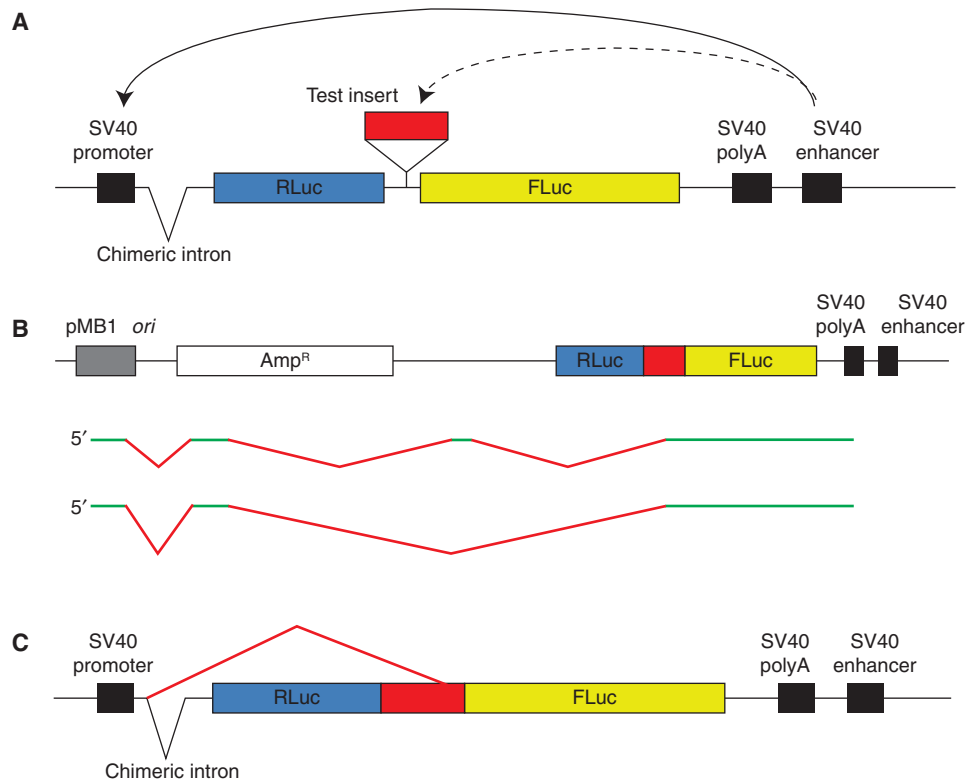 A
Test insert
SV40
promoter
SV40
polyA
SV40
enhancer
RLuc
FLuc
Chimeric intron
B
pMB1 ori
SV40
polyA
SV40
enhancer
Amp^R
RLuc
FLuc
5′
5′
C
SV40
promoter
SV40
polyA
SV40
enhancer
RLuc
FLuc
Chimeric intron